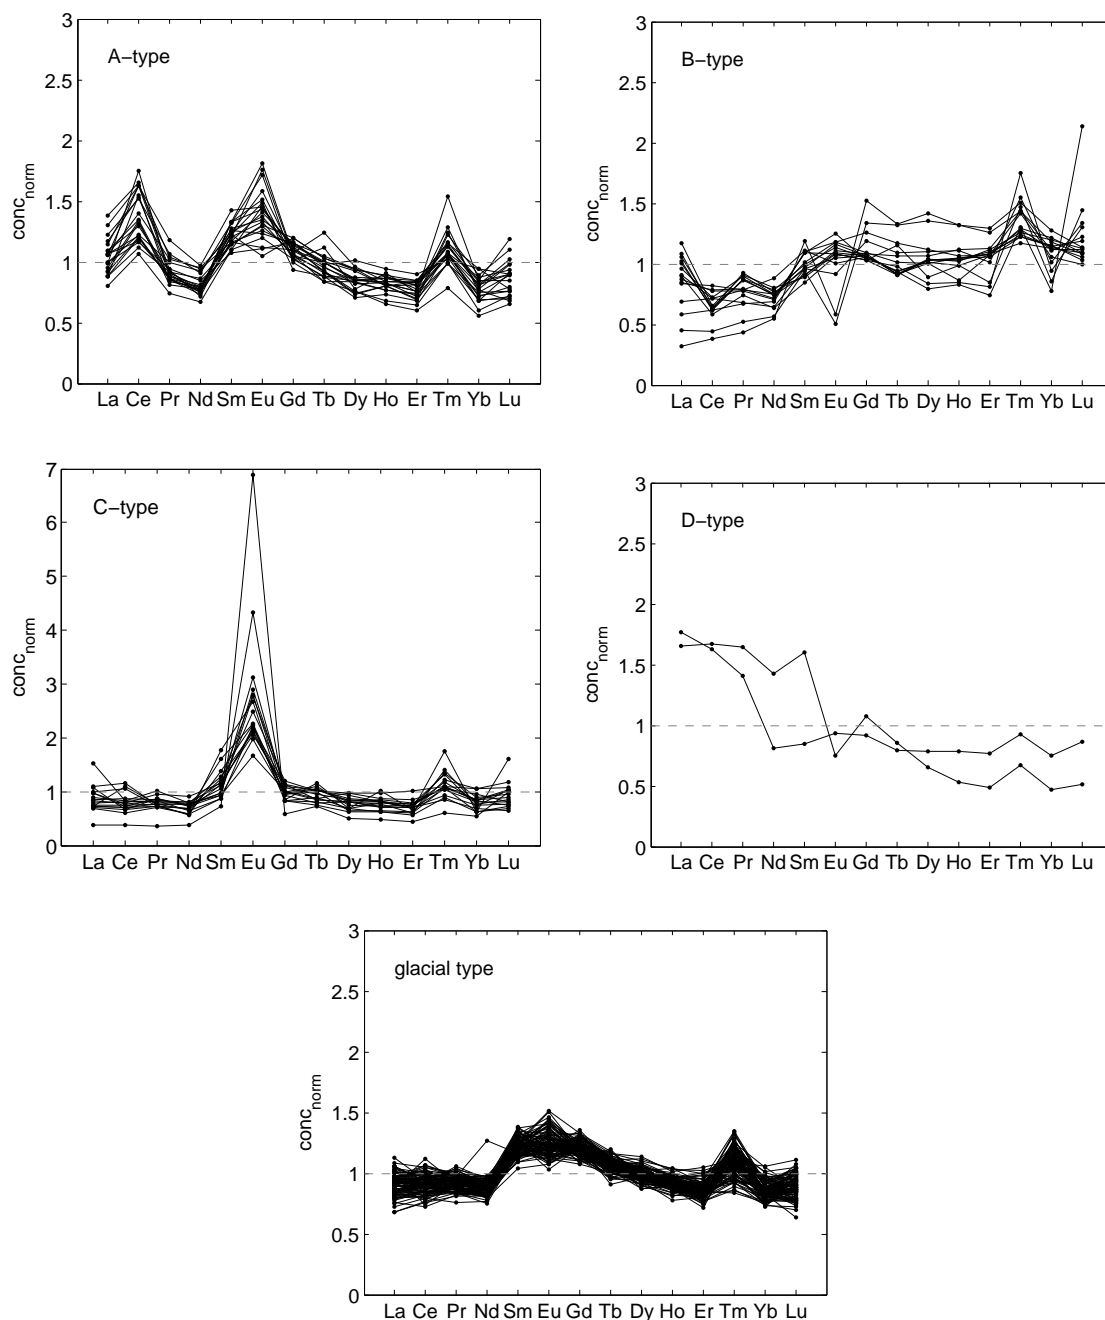 3
2.5
2
1.5
1
0.5
0
conc_norm
A−type
La Ce Pr Nd Sm Eu Gd Tb Dy Ho Er Tm Yb Lu
3
2.5
2
1.5
1
0.5
0
conc_norm
B−type
La Ce Pr Nd Sm Eu Gd Tb Dy Ho Er Tm Yb Lu
7
6
5
4
3
2
1
0
conc_norm
C−type
La Ce Pr Nd Sm Eu Gd Tb Dy Ho Er Tm Yb Lu
3
2.5
2
1.5
1
0.5
0
conc_norm
D−type
La Ce Pr Nd Sm Eu Gd Tb Dy Ho Er Tm Yb Lu
3
2.5
2
1.5
1
0.5
0
conc_norm
glacial type
La Ce Pr Nd Sm Eu Gd Tb Dy Ho Er Tm Yb Lu